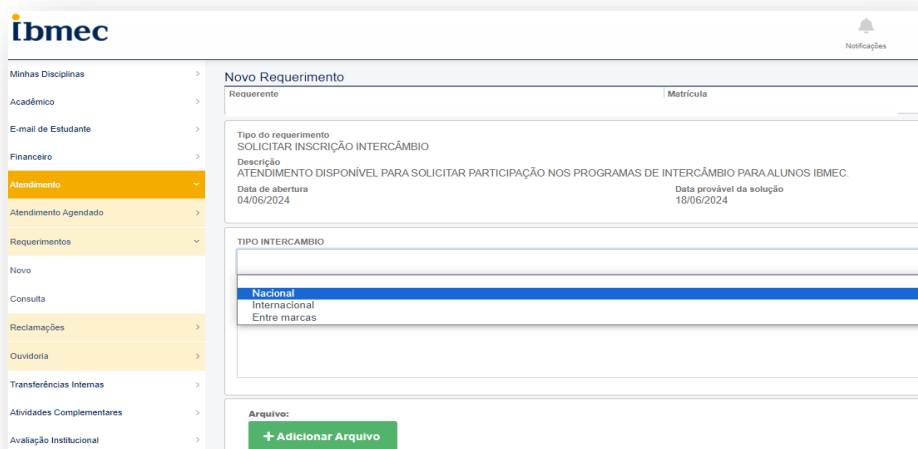 ibmec
Notificações
Minhas Disciplinas
Acadêmico
E-mail de Estudante
Financeiro
Atendimento
Atendimento Agendado
Requerimentos
Novo
Consulta
Reclamações
Ouvidoria
Transferências Internas
Atividades Complementares
Avaliação Institucional
Novo Requerimento
Requerente Matrícula
Tipo do requerimento
SOLICITAR INSCRIÇÃO INTERCÂMBIO
Descrição
ATENDIMENTO DISPONÍVEL PARA SOLICITAR PARTICIPAÇÃO NOS PROGRAMAS DE INTERCÂMBIO PARA ALUNOS IBMEC.
Data de abertura Data provável da solução
04/06/2024 18/06/2024
TIPO INTERCAMBIO
Nacional
Internacional
Entre marcas
Arquivo:
+ Adicionar Arquivo